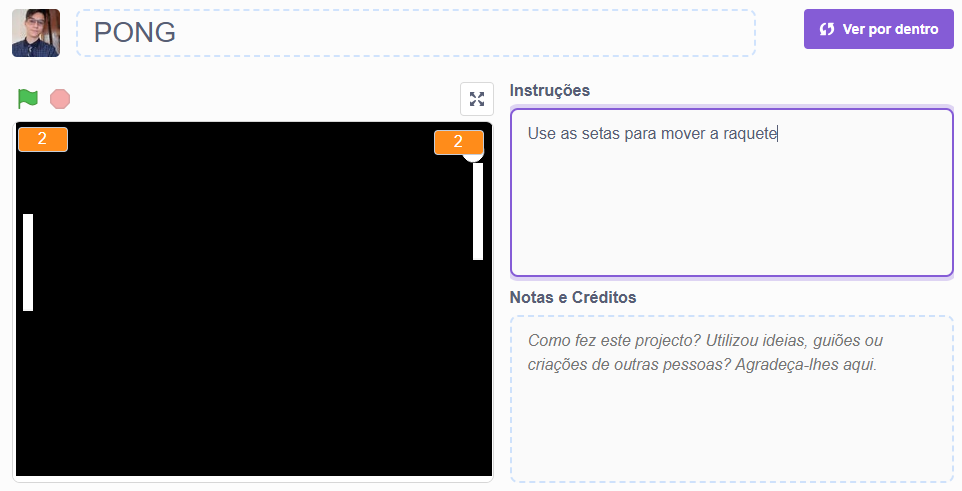 PONG
Ver por dentro
2
2
Instruções
Use as setas para mover a raquete
Notas e Créditos
Como fez este projecto? Utilizou ideias, guiões ou
criações de outras pessoas? Agradeça-lhes aqui.